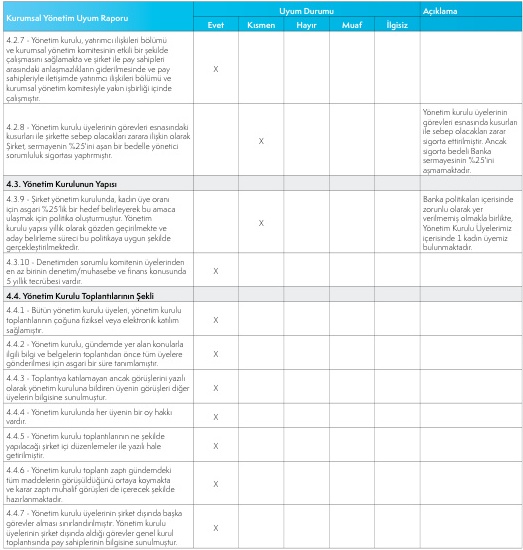 Kurumsal Yönetim Uyum Raporu
Uyum Durumu
Açıklama
Evet
Kısmen
Hayır
Muaf
İlgisiz
4.2.7 - Yönetim kurulu, yatırımcı ilişkileri bölümü
ve kurumsal yönetim komitesinin etkili bir şekilde
çalışmasını sağlamakta ve şirket ile pay sahipleri
arasındaki anlaşmazlıkların giderilmesinde ve pay
sahipleriyle iletişimde yatırımcı ilişkileri bölümü ve
kurumsal yönetim komitesiyle yakın işbirliği içinde
çalışmıştır.
X
4.2.8 - Yönetim kurulu üyelerinin görevleri esnasındaki
kusurları ile şirkette sebep olacakları zarara ilişkin olarak
Şirket, sermayenin %25'ini aşan bir bedelle yönetici
sorumluluk sigortası yaptırmıştır.
X
Yönetim kurulu üyelerinin
görevleri esnasında kusurları
ile sebep olacakları zarar
sigorta ettirilmiştir. Ancak
sigorta bedeli Banka
sermayesinin %25'ini
aşmamaktadır.
4.3. Yönetim Kurulunun Yapısı
4.3.9 - Şirket yönetim kurulunda, kadın üye oranı
için asgari %25'lik bir hedef belirleyerek bu amaca
ulaşmak için politika oluşturmuştur. Yönetim
kurulu yapısı yıllık olarak gözden geçirilmekte ve
aday belirleme süreci bu politikaya uygun şekilde
gerçekleştirilmektedir.
X
Banka politikaları içerisinde
zorunlu olarak yer
verilmemiş olmakla birlikte,
Yönetim Kurulu Üyelerimiz
içerisinde 1 kadın üyemiz
bulunmaktadır.
4.3.10 - Denetimden sorumlu komitenin üyelerinden
en az birinin denetim/muhasebe ve finans konusunda
5 yıllık tecrübesi vardır.
X
4.4. Yönetim Kurulu Toplantılarının Şekli
4.4.1 - Bütün yönetim kurulu üyeleri, yönetim kurulu
toplantılarının çoğuna fiziksel veya elektronik katılım
sağlamıştır.
X
4.4.2 - Yönetim kurulu, gündemde yer alan konularla
ilgili bilgi ve belgelerin toplantıdan önce tüm üyelere
gönderilmesi için asgari bir süre tanımlamıştır.
X
4.4.3 - Toplantıya katılamayan ancak görüşlerini yazılı
olarak yönetim kuruluna bildiren üyenin görüşleri diğer
üyelerin bilgisine sunulmuştur.
X
4.4.4 - Yönetim kurulunda her üyenin bir oy hakkı
vardır.
X
4.4.5 - Yönetim kurulu toplantılarının ne şekilde
yapılacağı şirket içi düzenlemeler ile yazılı hale
getirilmiştir.
X
4.4.6 - Yönetim kurulu toplantı zaptı gündemdeki
tüm maddelerin görüşüldüğünü ortaya koymakta
ve karar zaptı muhalif görüşleri de içerecek şekilde
hazırlanmaktadır.
X
4.4.7 - Yönetim kurulu üyelerinin şirket dışında başka
görevler alması sınırlandırılmıştır. Yönetim kurulu
üyelerinin şirket dışında aldığı görevler genel kurul
toplantısında pay sahiplerinin bilgisine sunulmuştur.
X